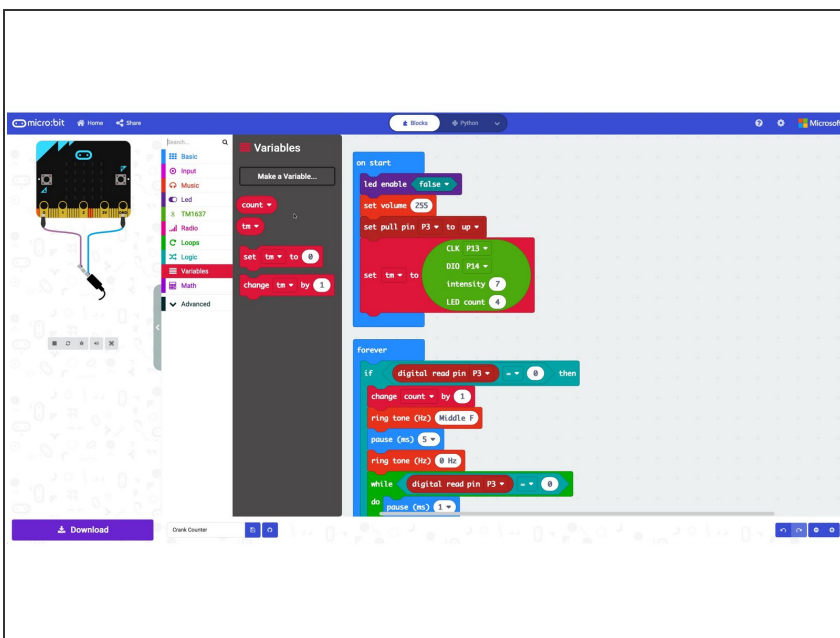 micro:bit Home Share Blocks Python Microsoft
0 1 2 3V GND
Search...
Basic
Input
Music
Led
TM1637
Radio
Loops
Logic
Variables
Math
Advanced
Variables
Make a Variable...
count
tm
set tm to 0
change tm by 1
on start
led enable false
set volume 255
set pull pin P3 to up
set tm to
CLK P13
DIO P14
intensity 7
LED count 4
forever
if digital read pin P3 = 0 then
change count by 1
ring tone (Hz) Middle F
pause (ms) 5
ring tone (Hz) 0 Hz
while digital read pin P3 = 0
do pause (ms) 1
Download
Crank Counter